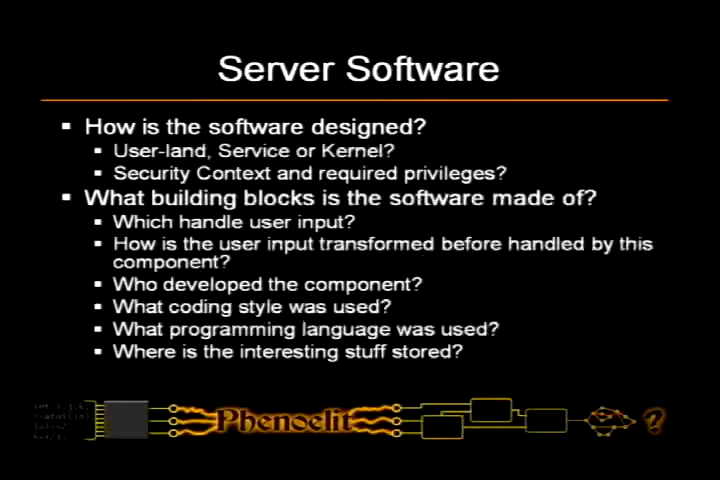 Server Software
How is the software designed?
User-land, Service or Kernel?
Security Context and required privileges?
What building blocks is the software made of?
Which handle user input?
How is the user input transformed before handled by this
component?
Who developed the component?
What coding style was used?
What programming language was used?
Where is the interesting stuff stored?
Phenoelit
?